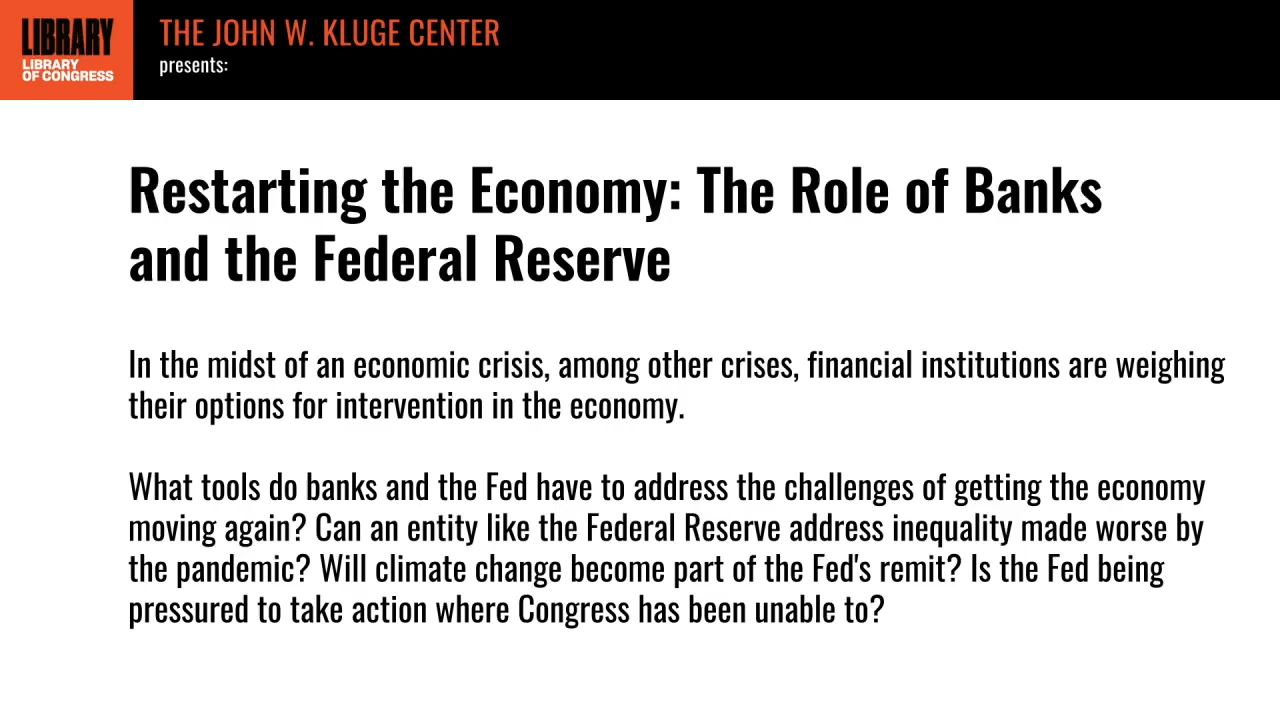 LIBRARY
LIBRARY
OF CONGRESS
THE JOHN W. KLUGE CENTER
presents:
Restarting the Economy: The Role of Banks
and the Federal Reserve
In the midst of an economic crisis, among other crises, financial institutions are weighing
their options for intervention in the economy.
What tools do banks and the Fed have to address the challenges of getting the economy
moving again? Can an entity like the Federal Reserve address inequality made worse by
the pandemic? Will climate change become part of the Fed's remit? Is the Fed being
pressured to take action where Congress has been unable to?